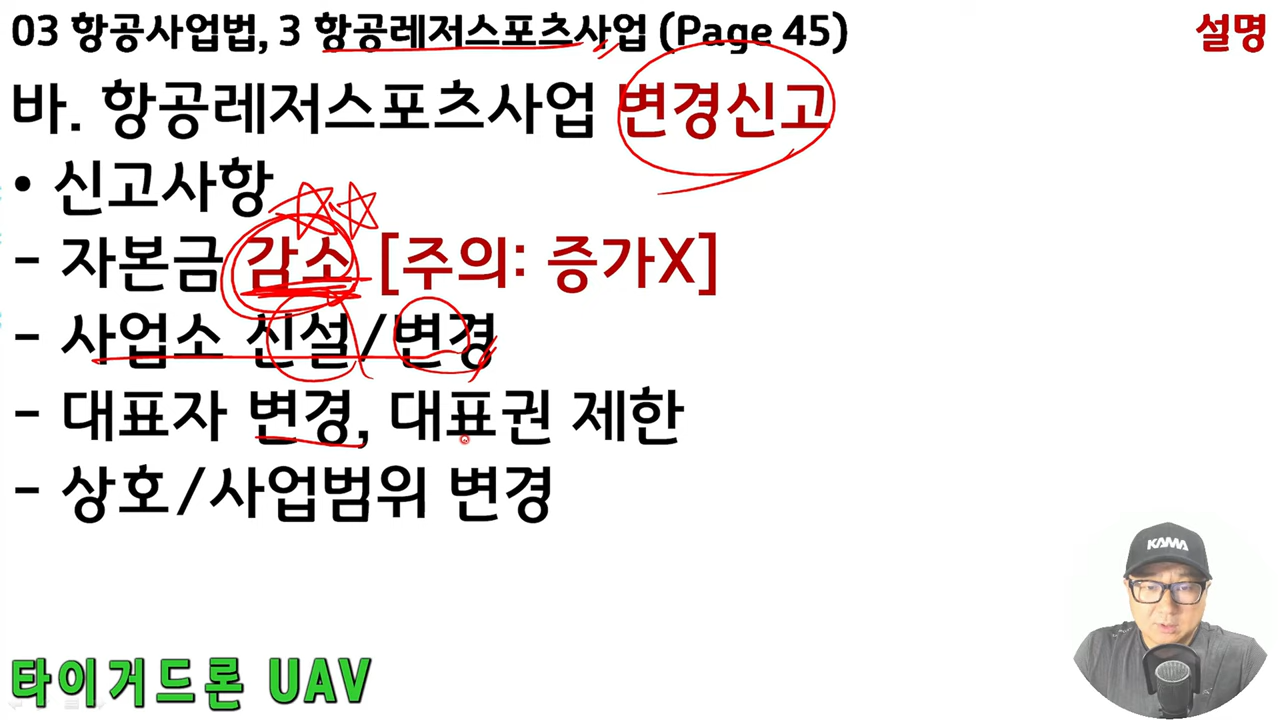 03 항공사업법, 3 항공레저스포츠사업 (Page 45)
설명
바. 항공레저스포츠사업 변경신고
• 신고사항
- 자본금 감소 [주의: 증가X]
- 사업소 신설/변경
- 대표자 변경, 대표권 제한
- 상호/사업범위 변경
KAMA
타이거드론 UAV